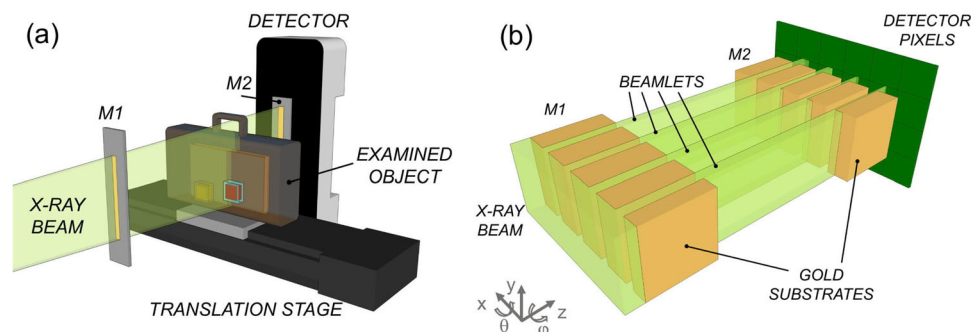 (a)
DETECTOR
M1
M2
EXAMINED
OBJECT
X-RAY
BEAM
TRANSLATION STAGE
(b)
DETECTOR
PIXELS
M2
BEAMLETS
M1
X-RAY
BEAM
GOLD
SUBSTRATES
y
x
z
θ
φ